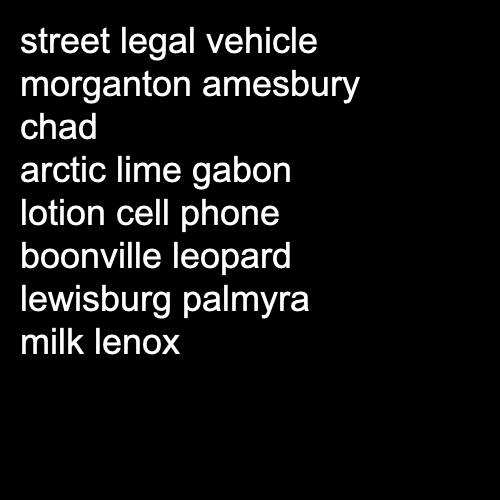 street legal vehicle
morganton amesbury
chad
arctic lime gabon
lotion cell phone
boonville leopard
lewisburg palmyra
milk lenox